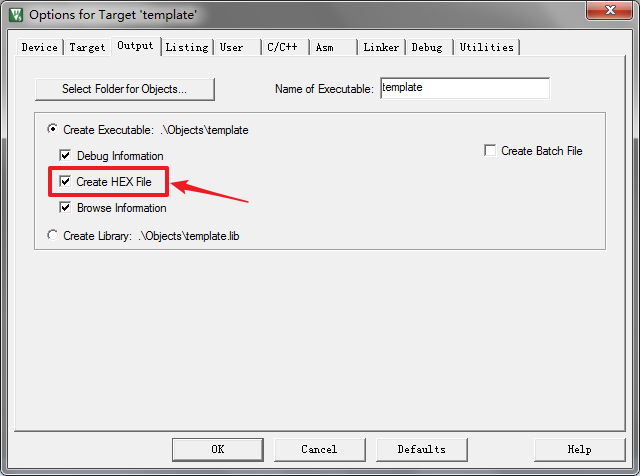 Options for Target 'template'
Device Target Output Listing User C/C++ Asm Linker Debug Utilities
Select Folder for Objects... Name of Executable: template
Create Executable: .\Objects\template
Debug Information Create Batch File
Create HEX File
Browse Information
Create Library: .\Objects\template.lib
OK Cancel Defaults Help